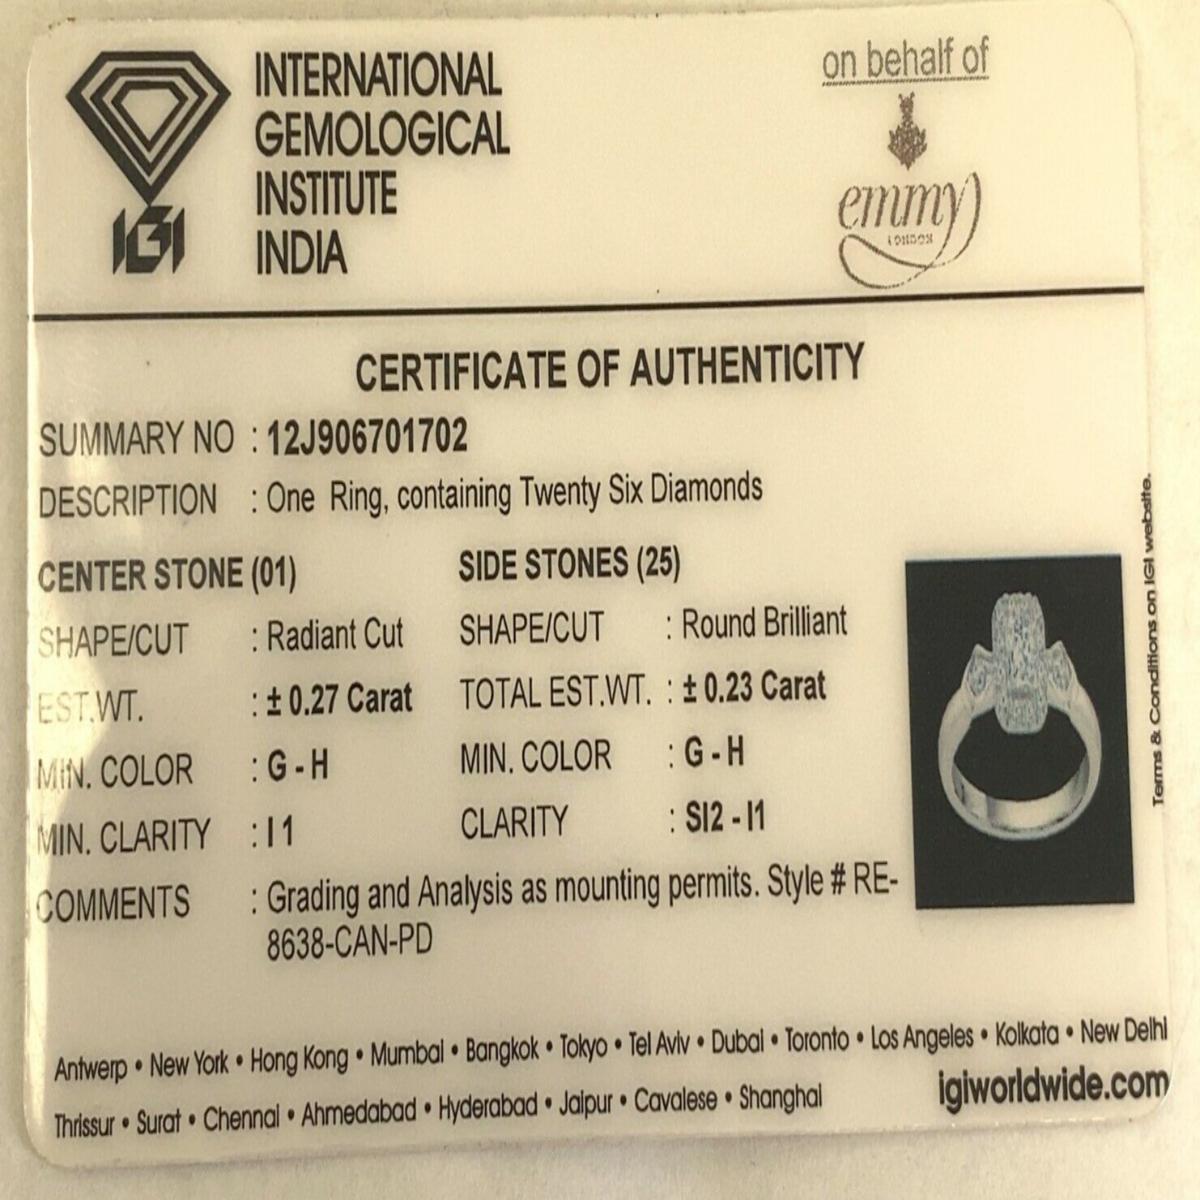 INTERNATIONAL
GEMOLOGICAL
INSTITUTE
INDIA
IGI
on behalf of
emmy
LONDON
CERTIFICATE OF AUTHENTICITY
SUMMARY NO : 12J906701702
DESCRIPTION : One Ring, containing Twenty Six Diamonds
CENTER STONE (01) SIDE STONES (25)
SHAPE/CUT : Radiant Cut SHAPE/CUT : Round Brilliant
EST.WT. : ± 0.27 Carat TOTAL EST.WT. : ± 0.23 Carat
MIN. COLOR : G - H MIN. COLOR : G - H
MIN. CLARITY : I 1 CLARITY : SI2 - I1
COMMENTS : Grading and Analysis as mounting permits. Style # RE-
8638-CAN-PD
Terms & Conditions on IGI website.
Antwerp • New York • Hong Kong • Mumbai • Bangkok • Tokyo • Tel Aviv • Dubai • Toronto • Los Angeles • Kolkata • New Delhi
Thrissur • Surat • Chennai • Ahmedabad • Hyderabad • Jaipur • Cavalese • Shanghai
igiworldwide.com